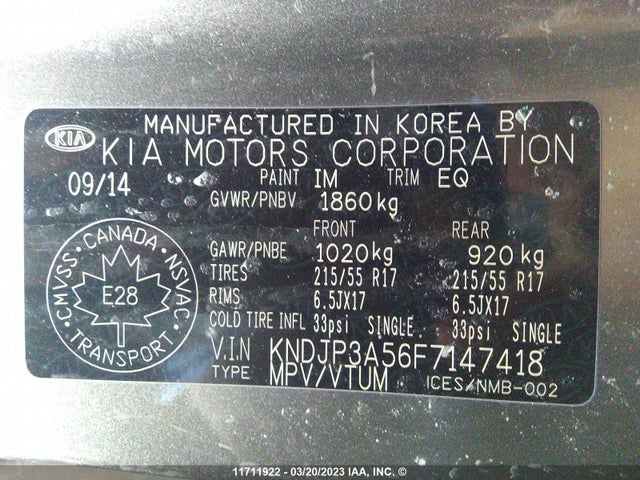 KIA
MANUFACTURED IN KOREA BY
KIA MOTORS CORPORATION
09/14 PAINT IM TRIM EQ
GVWR/PNBV 1860kg
FRONT REAR
GAWR/PNBE 1020kg 920kg
TIRES 215/55 R17 215/55 R17
RIMS 6.5JX17 6.5JX17
COLD TIRE INFL 33psi SINGLE 33psi SINGLE
V.I.N KNDJP3A56F7147418
TYPE MPV/VTUM ICES/NMB-002
CMVSS · CANADA · NSVAC
E28
TRANSPORT
11711922 - 03/20/2023 IAA, INC. ©